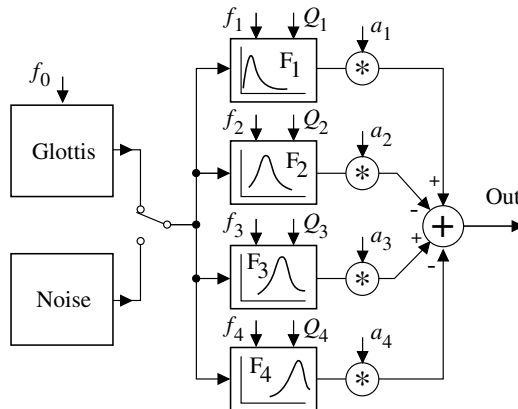 f1 Q1 a1
F1
*
f0
Glottis
f2 Q2 a2
F2
*
+
-
Out
+
f3 Q3 a3
+
F3
*
-
Noise
f4 Q4 a4
F4
*